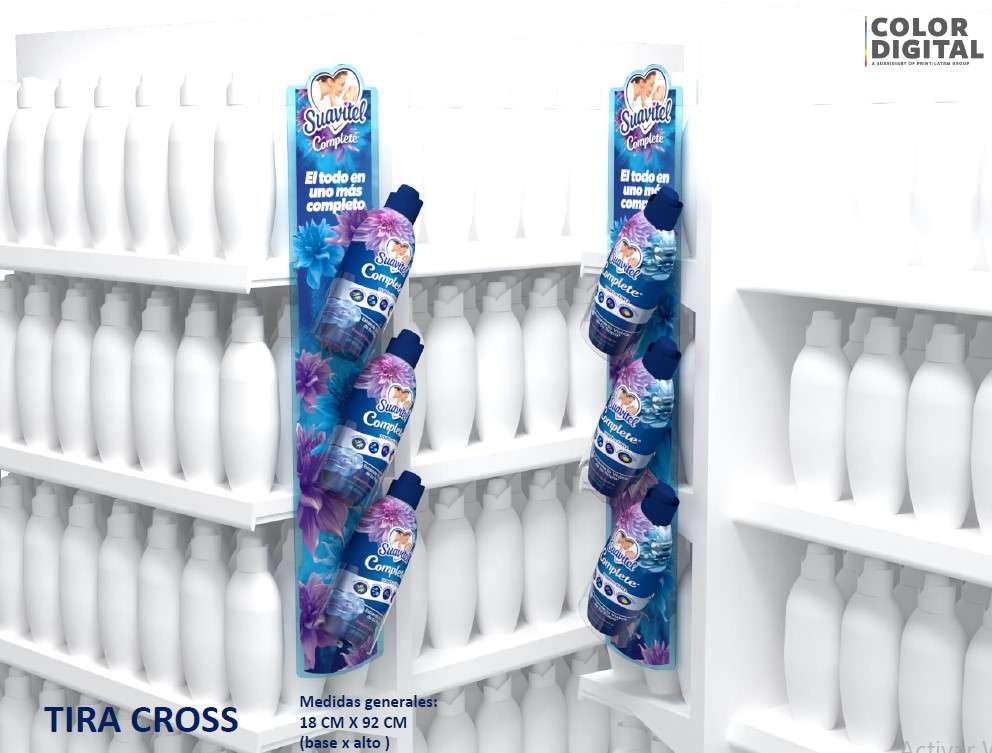 COLOR
DIGITAL
A SUBSIDIARY OF PRINT LATAM GROUP
Suavitel
Complete
El todo en
uno más
completo
Suavitel
Complete
El todo en
uno
Suavitel
Complete
Suavitel
Complete
Suavitel
Complete
Suavitel
Complete
Suavitel
Complete
Suavitel
Complete
TIRA CROSS
Medidas generales:
18 CM X 92 CM
(base x alto )
Activar